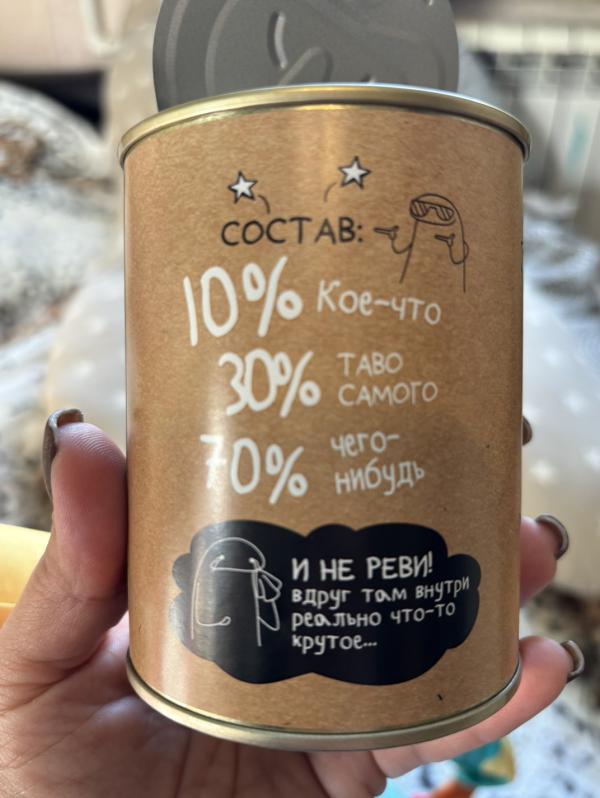 СОСТАВ:
10% Кое-что
30% ТАВО
САМОГО
70% чего-
нибудь
И НЕ РЕВИ!
вдруг там внутри
реально что-то
крутое...